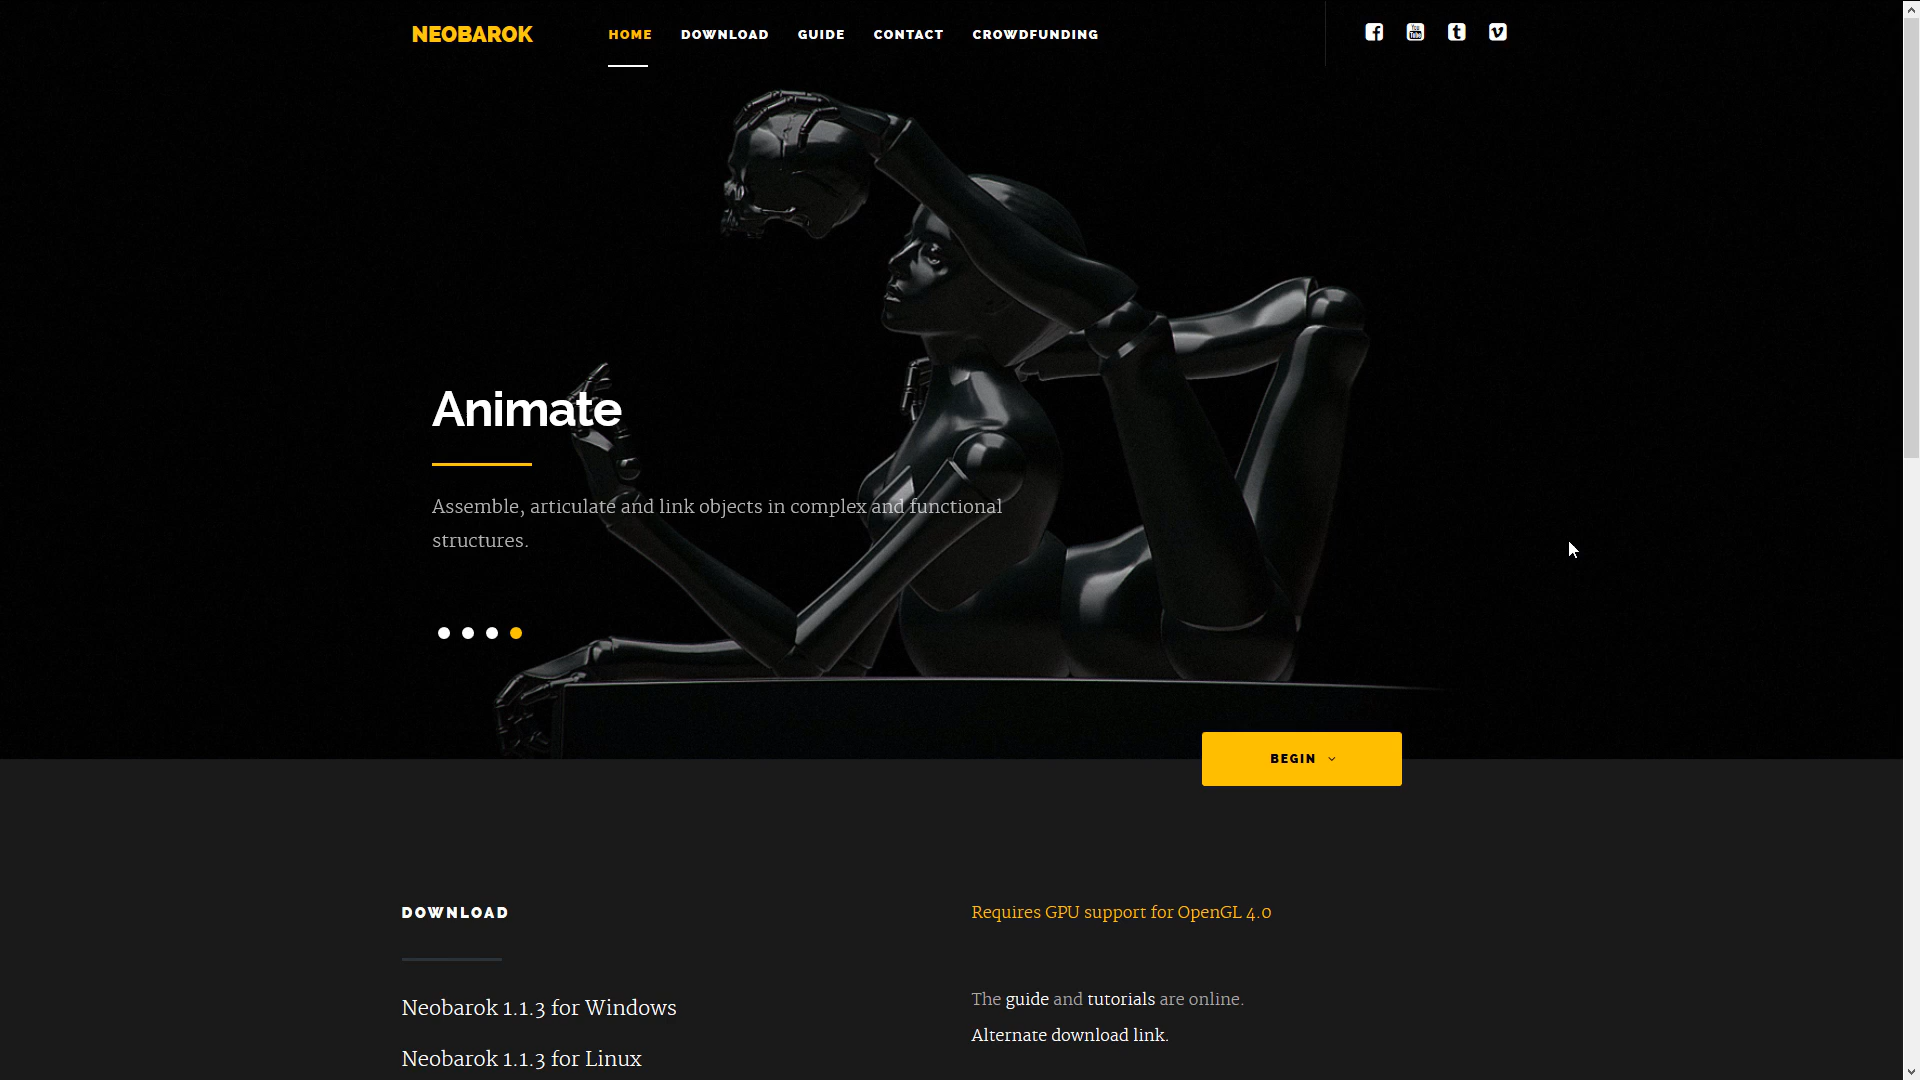 NEOBAROK
HOME DOWNLOAD GUIDE CONTACT CROWDFUNDING
Animate
Assemble, articulate and link objects in complex and functional
structures.
BEGIN
DOWNLOAD
Neobarok 1.1.3 for Windows
Neobarok 1.1.3 for Linux
Requires GPU support for OpenGL 4.0
The guide and tutorials are online.
Alternate download link.